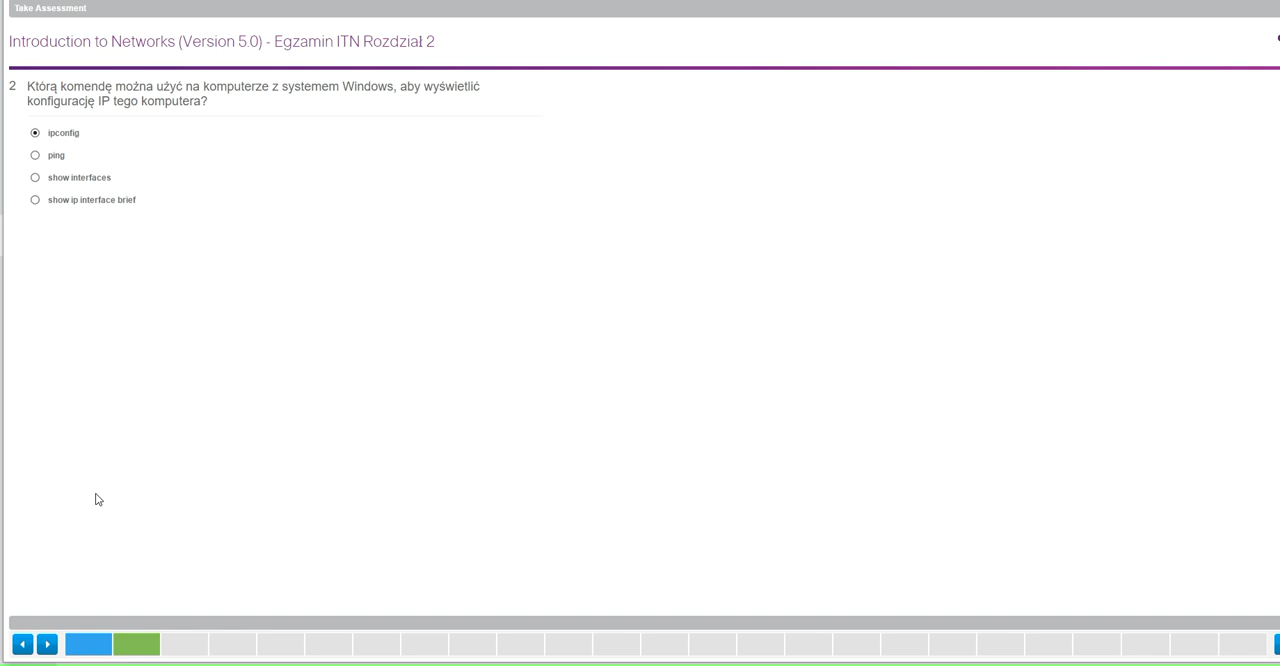 Take Assessment
Introduction to Networks (Version 5.0) - Egzamin ITN Rozdział 2
2 Którą komendę można użyć na komputerze z systemem Windows, aby wyświetlić
konfigurację IP tego komputera?
ipconfig
ping
show interfaces
show ip interface brief